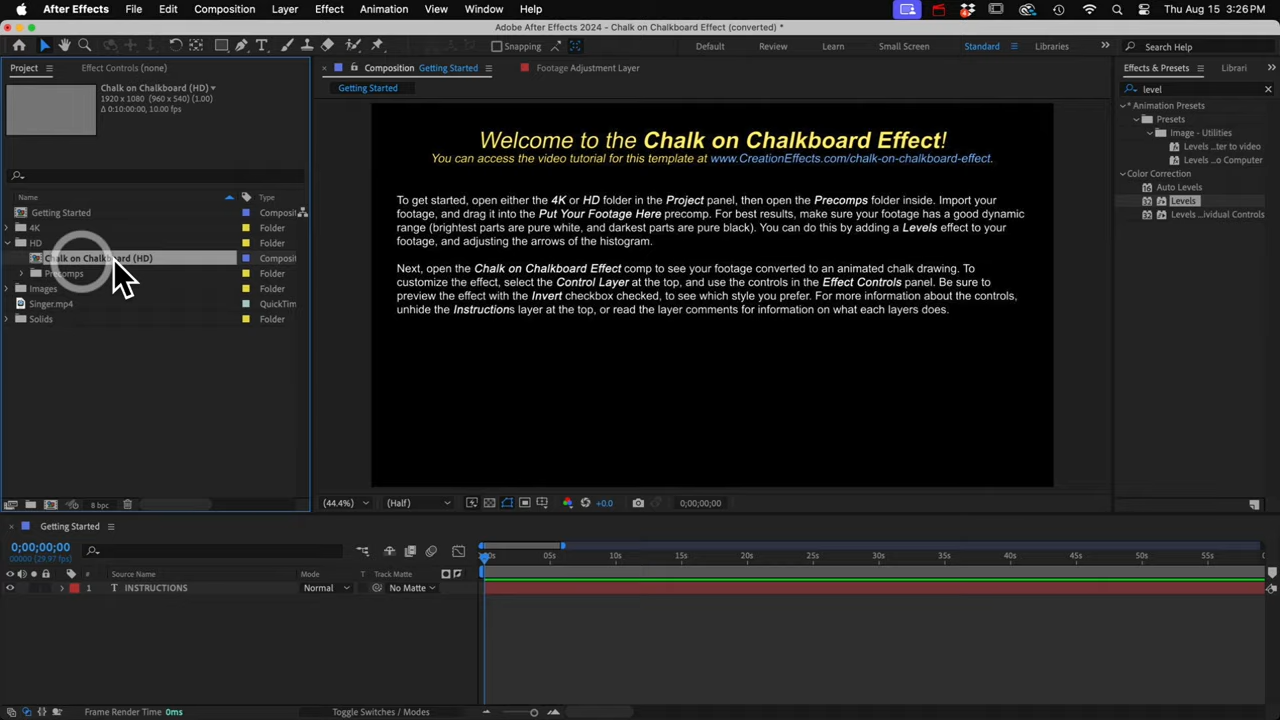 After Effects File Edit Composition Layer Effect Animation View Window Help Thu Aug 15 3:26 PM
Adobe After Effects 2024 - Chalk on Chalkboard Effect (converted) *
Snapping Default Review Learn Small Screen Standard Libraries Search Help
Project Effect Controls (none) Composition Getting Started Footage Adjustment Layer Effects & Presets Librari
Chalk on Chalkboard (HD)
1920 x 1080 (960 x 540) (1.00)
Δ 0:10:00:00, 10.00 fps
Getting Started
level
* Animation Presets
Presets
Image - Utilities
Levels ...ter to video
Levels ...o Computer
Color Correction
Auto Levels
Levels
Levels ...ividual Controls
Name Type
Getting Started Composi
4K Folder
HD Folder
Chalk on Chalkboard (HD) Composit
Precomps Folder
Images Folder
Singer.mp4 QuickTim
Solids Folder
Welcome to the Chalk on Chalkboard Effect!
You can access the video tutorial for this template at www.CreationEffects.com/chalk-on-chalkboard-effect.
To get started, open either the 4K or HD folder in the Project panel, then open the Precomps folder inside. Import your
footage, and drag it into the Put Your Footage Here precomp. For best results, make sure your footage has a good dynamic
range (brightest parts are pure white, and darkest parts are pure black). You can do this by adding a Levels effect to your
footage, and adjusting the arrows of the histogram.
Next, open the Chalk on Chalkboard Effect comp to see your footage converted to an animated chalk drawing. To
customize the effect, select the Control Layer at the top, and use the controls in the Effect Controls panel. Be sure to
preview the effect with the Invert checkbox checked, to see which style you prefer. For more information about the controls,
unhide the Instructions layer at the top, or read the layer comments for information on what each layers does.
8 bpc
(44.4%) (Half) +0.0 0;00;00;00
Getting Started
0;00;00;00
00000 (29.97 fps)
:00s 05s 10s 15s 20s 25s 30s 35s 40s 45s 50s 55s
# Source Name Mode T Track Matte
1 T INSTRUCTIONS Normal No Matte
Frame Render Time 0ms Toggle Switches / Modes